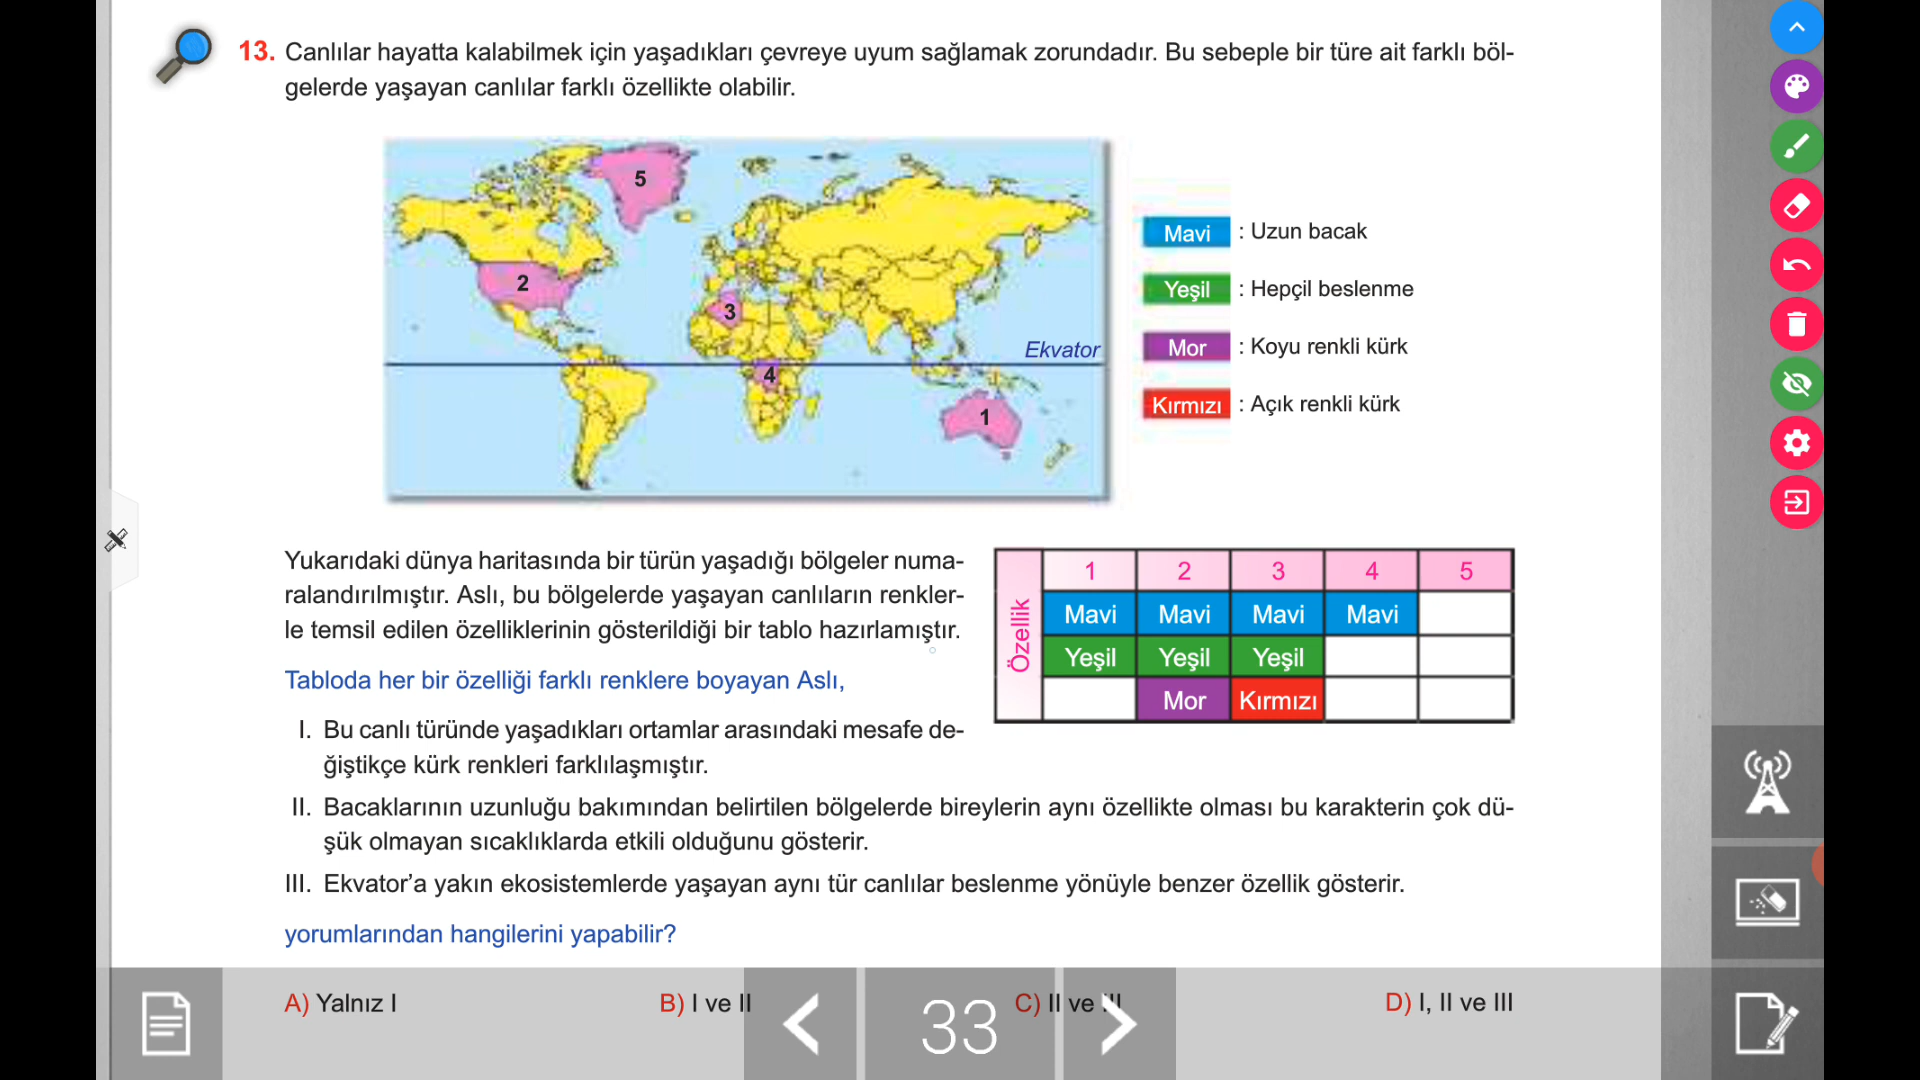 13. Canlılar hayatta kalabilmek için yaşadıkları çevreye uyum sağlamak zorundadır. Bu sebeple bir türe ait farklı böl-
gelerde yaşayan canlılar farklı özellikte olabilir.
5
2
3
Ekvator
4
1
Mavi : Uzun bacak
Yeşil : Hepçil beslenme
Mor : Koyu renkli kürk
Kırmızı : Açık renkli kürk
Yukarıdaki dünya haritasında bir türün yaşadığı bölgeler numa-
ralandırılmıştır. Aslı, bu bölgelerde yaşayan canlıların renkler-
le temsil edilen özelliklerinin gösterildiği bir tablo hazırlamıştır.
Özellik
1 2 3 4 5
Mavi Mavi Mavi Mavi
Yeşil Yeşil Yeşil
Mor Kırmızı
Tabloda her bir özelliği farklı renklere boyayan Aslı,
I. Bu canlı türünde yaşadıkları ortamlar arasındaki mesafe de-
ğiştikçe kürk renkleri farklılaşmıştır.
II. Bacaklarının uzunluğu bakımından belirtilen bölgelerde bireylerin aynı özellikte olması bu karakterin çok dü-
şük olmayan sıcaklıklarda etkili olduğunu gösterir.
III. Ekvator'a yakın ekosistemlerde yaşayan aynı tür canlılar beslenme yönüyle benzer özellik gösterir.
yorumlarından hangilerini yapabilir?
A) Yalnız I B) I ve II C) II ve III D) I, II ve III
33